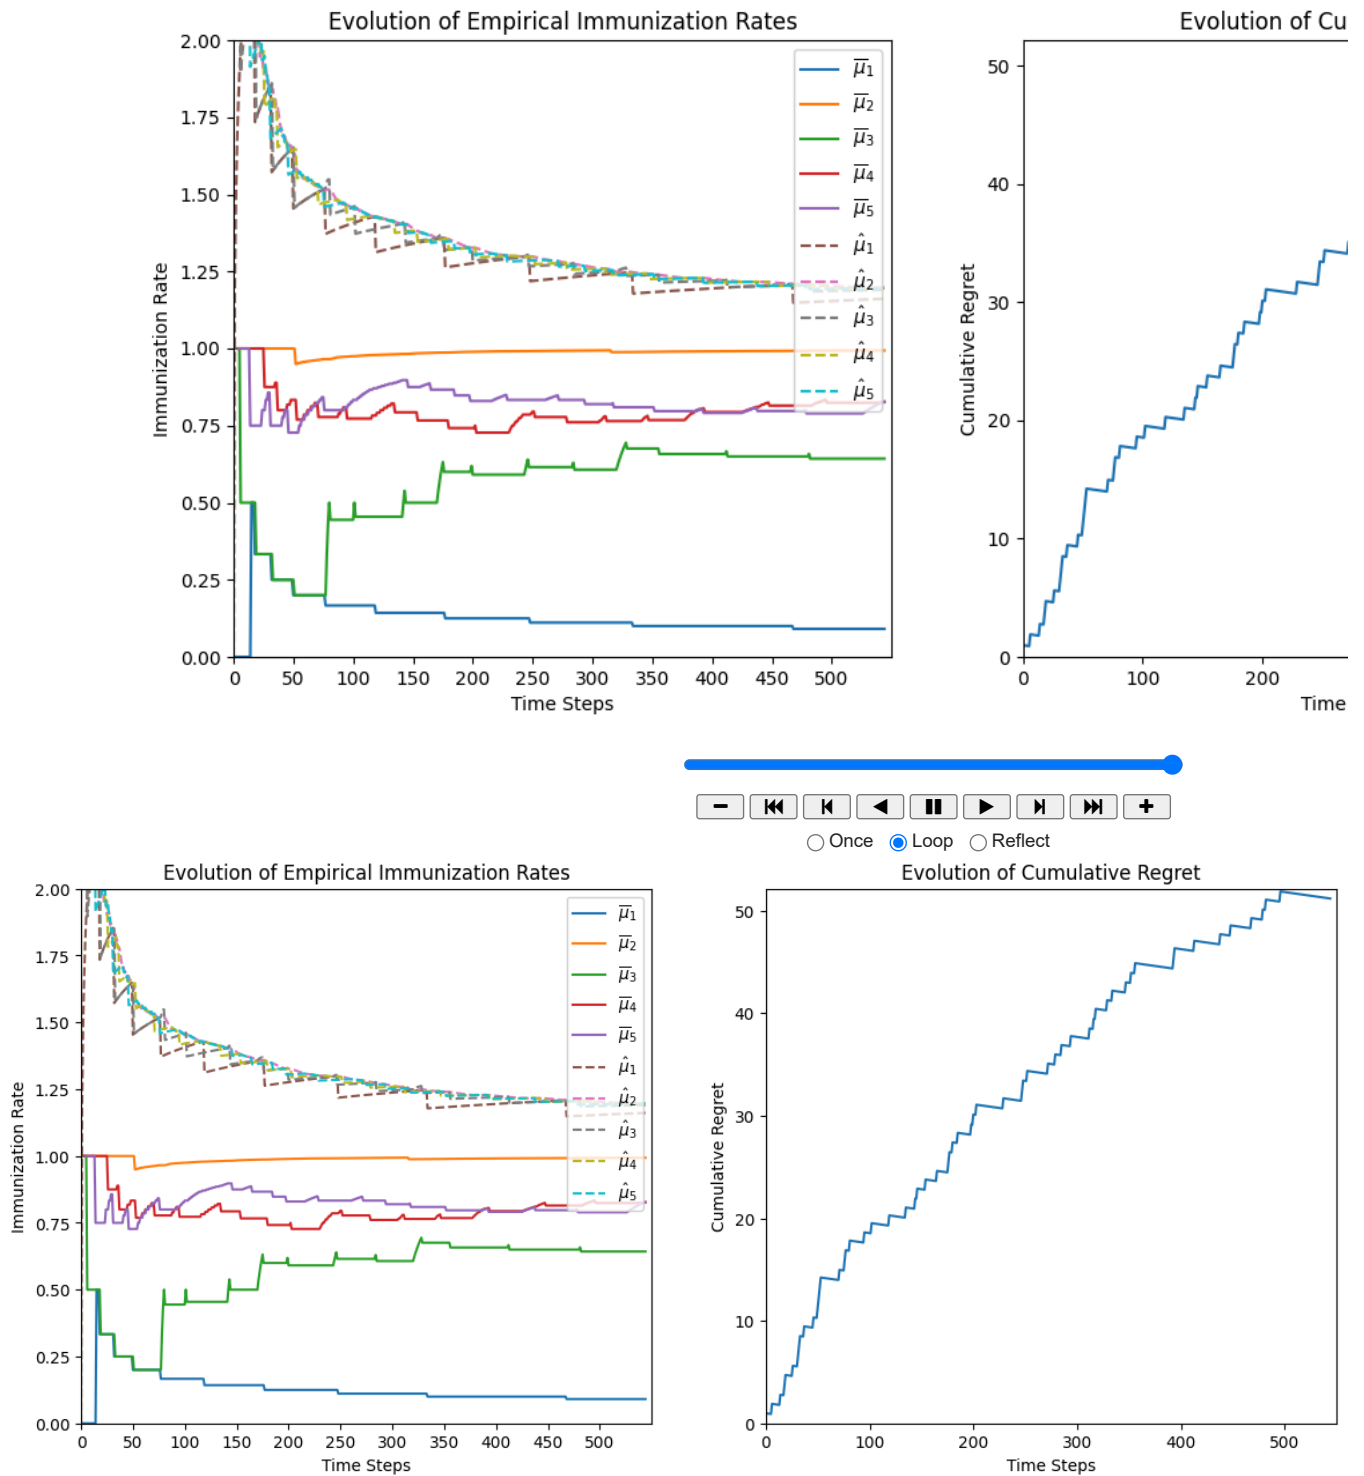 Evolution of Empirical Immunization Rates
Evolution of Cu
2.00
1.75
1.50
1.25
1.00
0.75
0.50
0.25
0.00
Immunization Rate
0 50 100 150 200 250 300 350 400 450 500
Time Steps
μ̅₁
μ̅₂
μ̅₃
μ̅₄
μ̅₅
μ̂₁
μ̂₂
μ̂₃
μ̂₄
μ̂₅
50
40
30
20
10
0
Cumulative Regret
0 100 200
Time
Once Loop Reflect
Evolution of Empirical Immunization Rates
2.00
1.75
1.50
1.25
1.00
0.75
0.50
0.25
0.00
Immunization Rate
0 50 100 150 200 250 300 350 400 450 500
Time Steps
μ̅₁
μ̅₂
μ̅₃
μ̅₄
μ̅₅
μ̂₁
μ̂₂
μ̂₃
μ̂₄
μ̂₅
Evolution of Cumulative Regret
50
40
30
20
10
0
Cumulative Regret
0 100 200 300 400 500
Time Steps